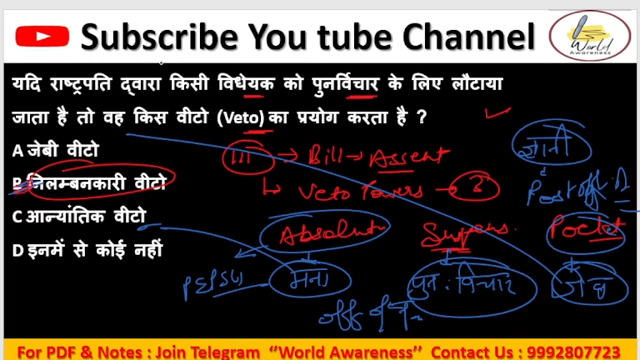 Subscribe You tube Channel
World
Awareness
यदि राष्ट्रपति द्वारा किसी विधेयक को पुनर्विचार के लिए लौटाया
जाता है तो वह किस वीटो (Veto) का प्रयोग करता है ?
A जेबी वीटो
B निलम्बनकारी वीटो
C आन्यांतिक वीटो
D इनमें से कोई नहीं
111 → Bill → Assent
↳ Veto Powers → 3
ज्ञानी
Post off.
Absolute
Suspens.
Pocket
PEPSU
मना
पुन: विचार
जेब
For PDF & Notes : Join Telegram ‘‘World Awareness’’ Contact Us : 9992807723